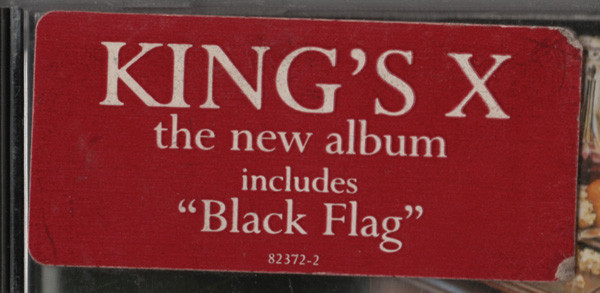 KING'S X
the new album
includes
“Black Flag”
82372-2